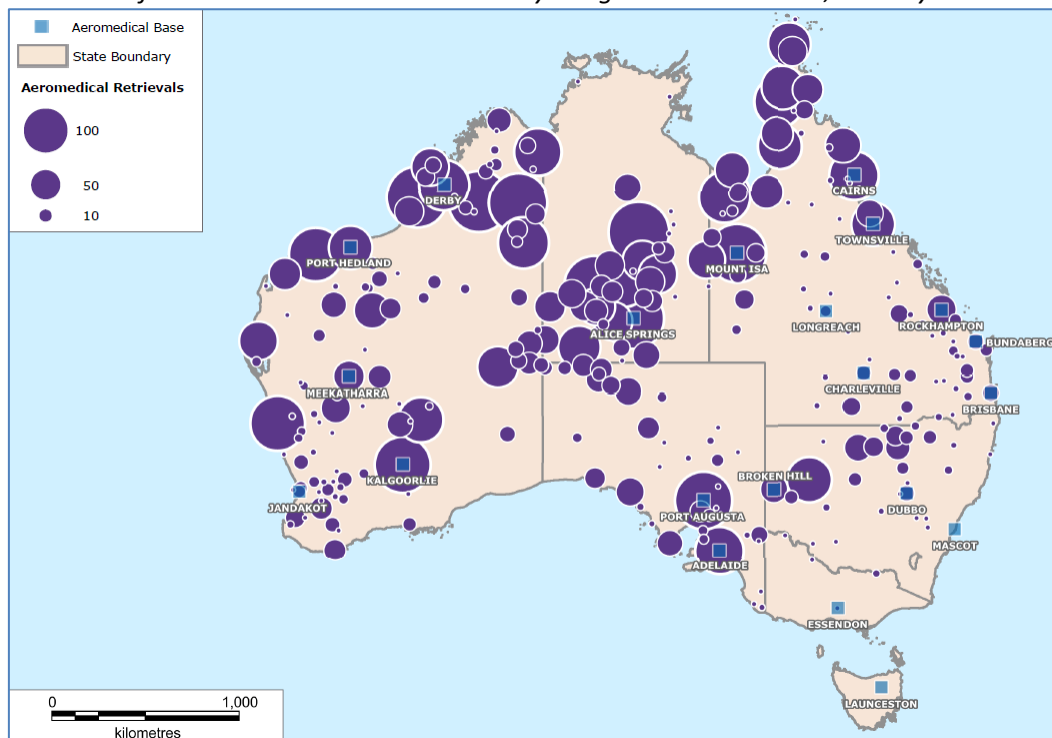 Aeromedical Base
State Boundary
Aeromedical Retrievals
100
50
10
CAIRNS
DERBY
TOWNSVILLE
PORT HEDLAND
MOUNT ISA
LONGREACH
ROCKHAMPTON
ALICE SPRINGS
BUNDABERG
MEEKATHARRA
CHARLEVILLE
BRISBANE
KALGOORLIE
BROKEN HILL
JANDAKOT
DUBBO
PORT AUGUSTA
MASCOT
ADELAIDE
ESSENDON
LAUNCESTON
0 1,000
kilometres